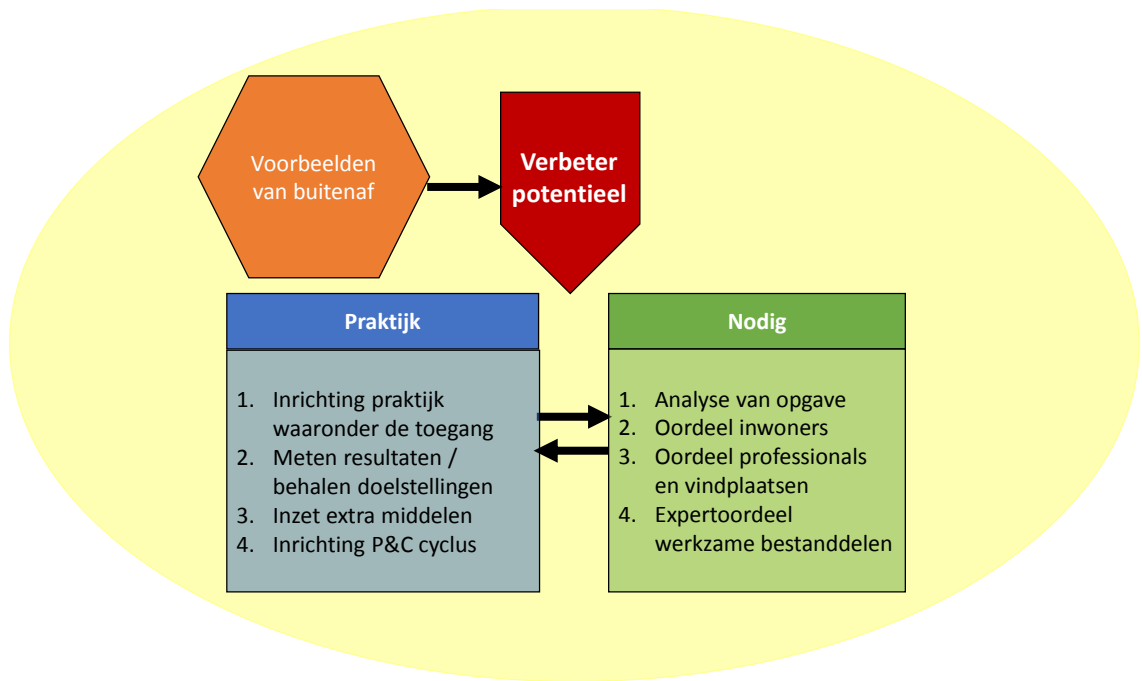 Voorbeelden
van buitenaf
Verbeter
potentieel
Praktijk
1. Inrichting praktijk
waaronder de toegang
2. Meten resultaten /
behalen doelstellingen
3. Inzet extra middelen
4. Inrichting P&C cyclus
Nodig
1. Analyse van opgave
2. Oordeel inwoners
3. Oordeel professionals
en vindplaatsen
4. Expertoordeel
werkzame bestanddelen